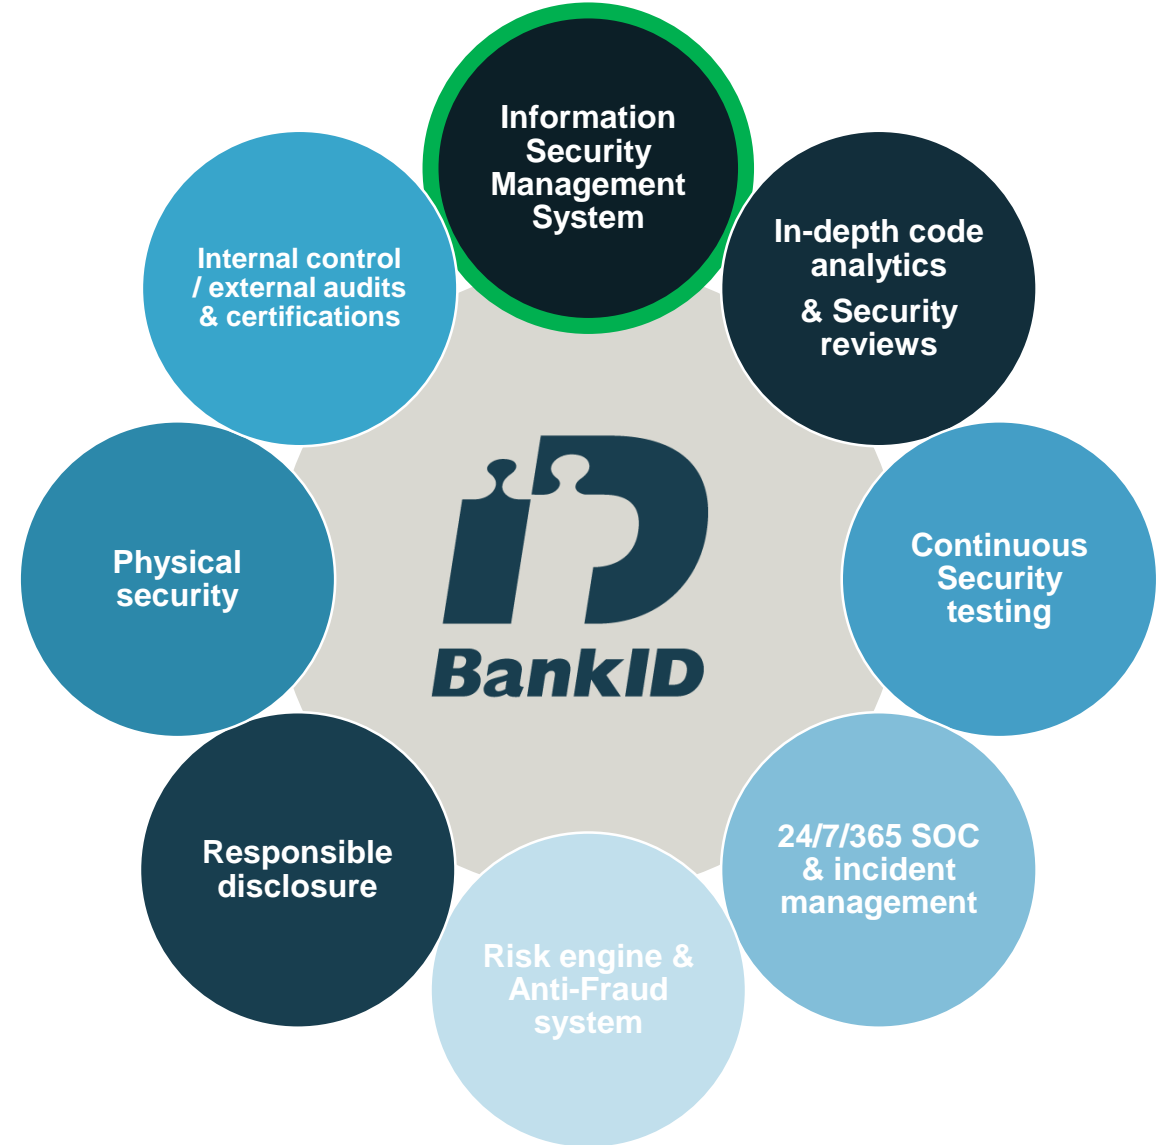 Information
Security
Management
System
In-depth code
analytics
& Security
reviews
Continuous
Security
testing
24/7/365 SOC
& incident
management
Risk engine &
Anti-Fraud
system
Responsible
disclosure
Physical
security
Internal control
/ external audits
& certifications
iD
BankID